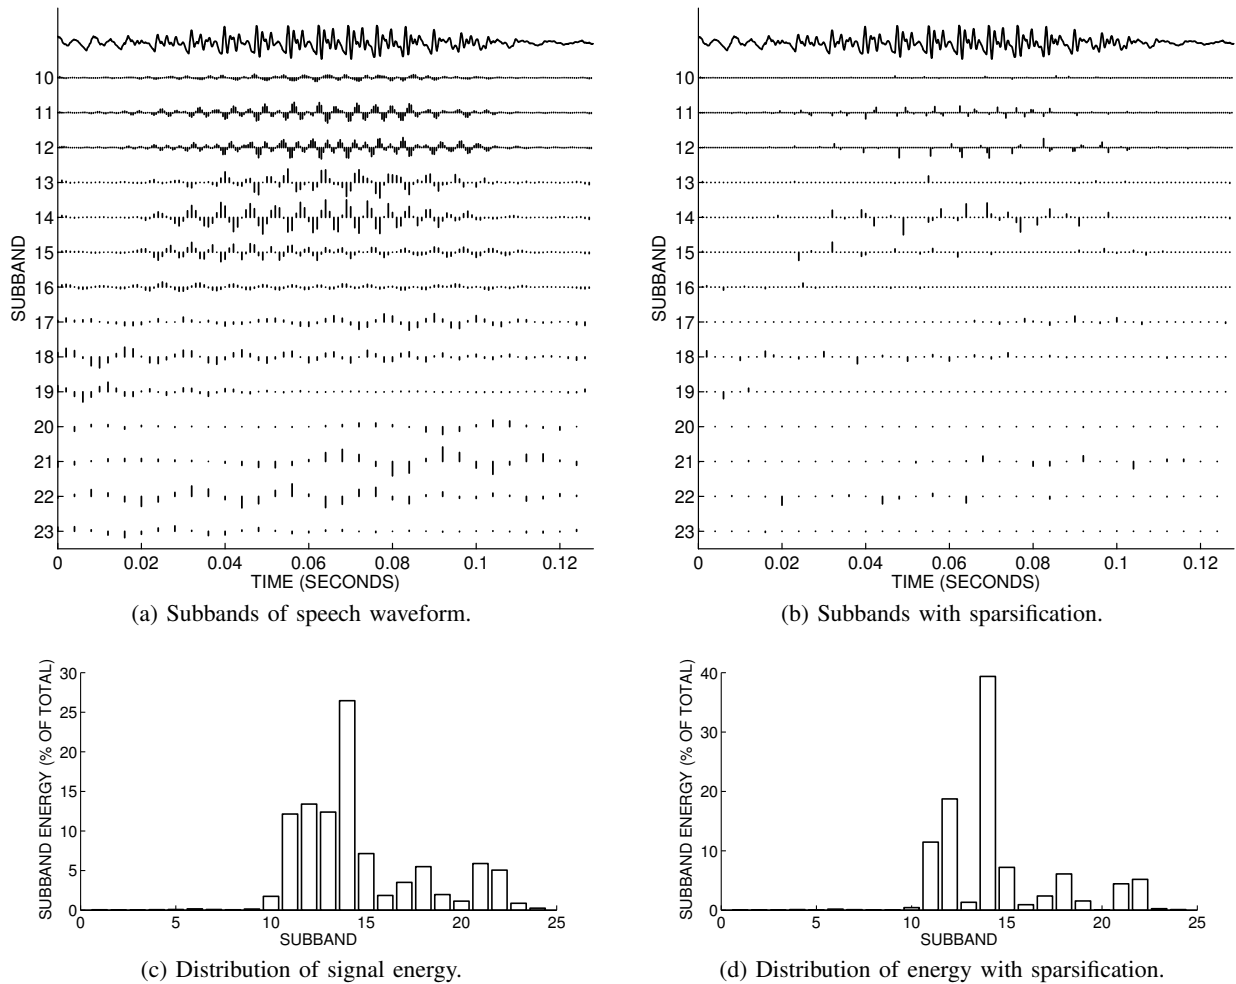 10
11
12
13
14
15
16
17
18
19
20
21
22
23
SUBBAND
0 0.02 0.04 0.06 0.08 0.1 0.12
TIME (SECONDS)
(a) Subbands of speech waveform.
10
11
12
13
14
15
16
17
18
19
20
21
22
23
SUBBAND
0 0.02 0.04 0.06 0.08 0.1 0.12
TIME (SECONDS)
(b) Subbands with sparsification.
30
25
20
15
10
5
0
SUBBAND ENERGY (% OF TOTAL)
0 5 10 15 20 25
SUBBAND
(c) Distribution of signal energy.
40
30
20
10
0
SUBBAND ENERGY (% OF TOTAL)
0 5 10 15 20 25
SUBBAND
(d) Distribution of energy with sparsification.